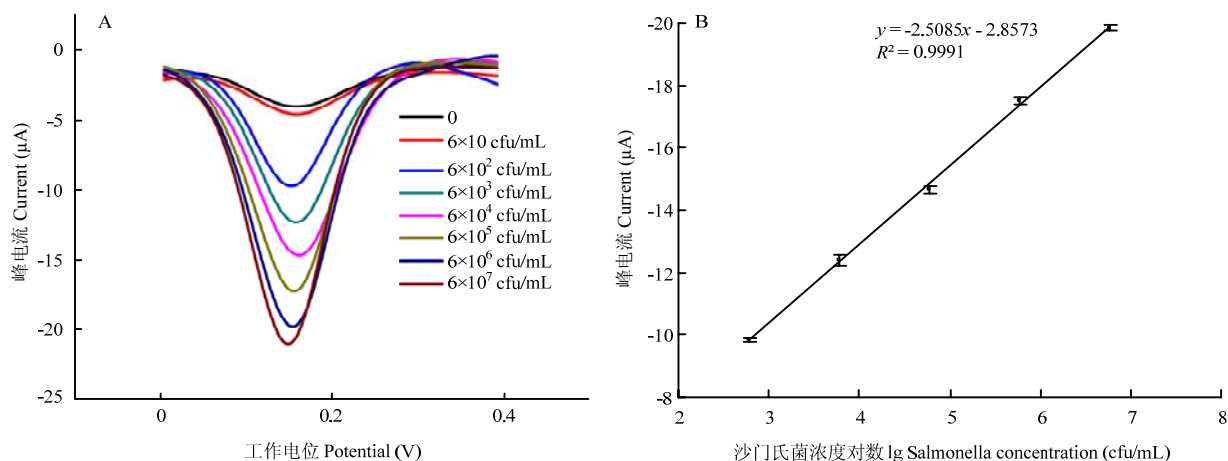 A
峰电流 Current (μA)
0
-5
-10
-15
-20
-25
0
6×10 cfu/mL
6×10² cfu/mL
6×10³ cfu/mL
6×10⁴ cfu/mL
6×10⁵ cfu/mL
6×10⁶ cfu/mL
6×10⁷ cfu/mL
0
0.2
0.4
工作电位 Potential (V)
B
峰电流 Current (μA)
-20
-18
-16
-14
-12
-10
-8
y = -2.5085x - 2.8573
R² = 0.9991
2
3
4
5
6
7
8
沙门氏菌浓度对数 lg Salmonella concentration (cfu/mL)